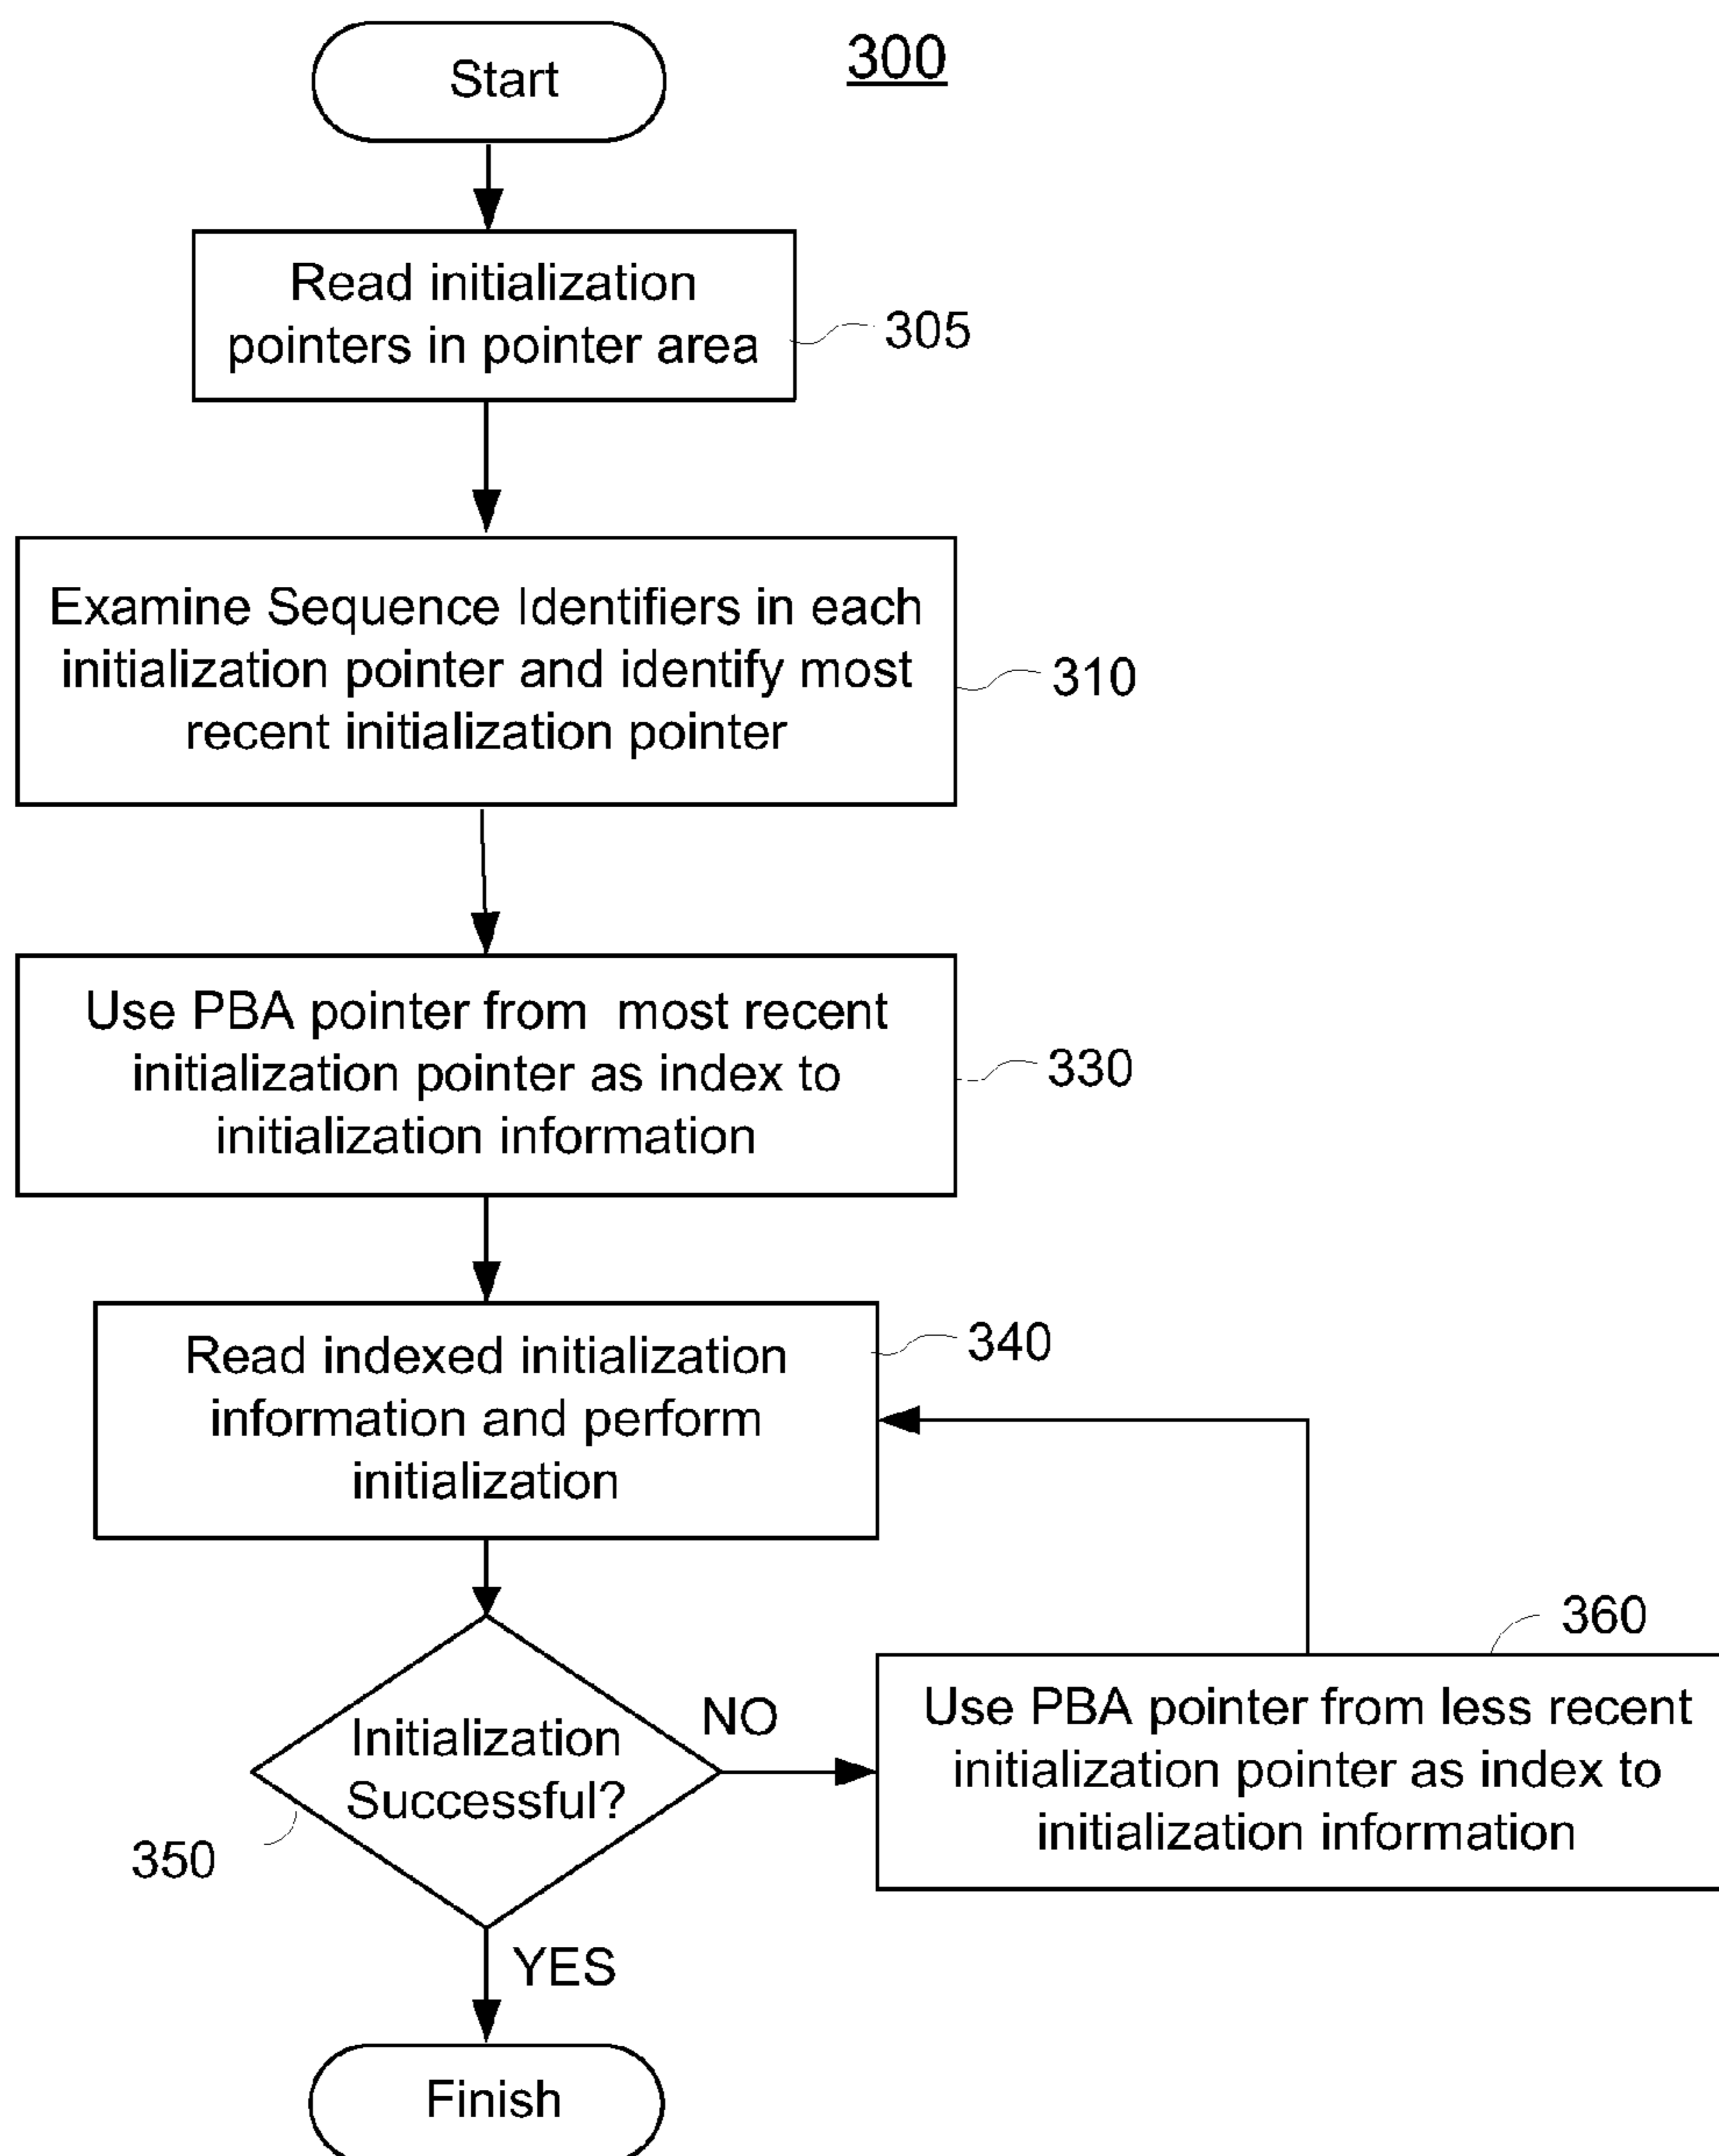 Start
300
Read initialization
pointers in pointer area
305
Examine Sequence Identifiers in each
initialization pointer and identify most
recent initialization pointer
310
Use PBA pointer from most recent
initialization pointer as index to
initialization information
330
Read indexed initialization
information and perform
initialization
340
Initialization
Successful?
350
NO
360
Use PBA pointer from less recent
initialization pointer as index to
initialization information
YES
Finish